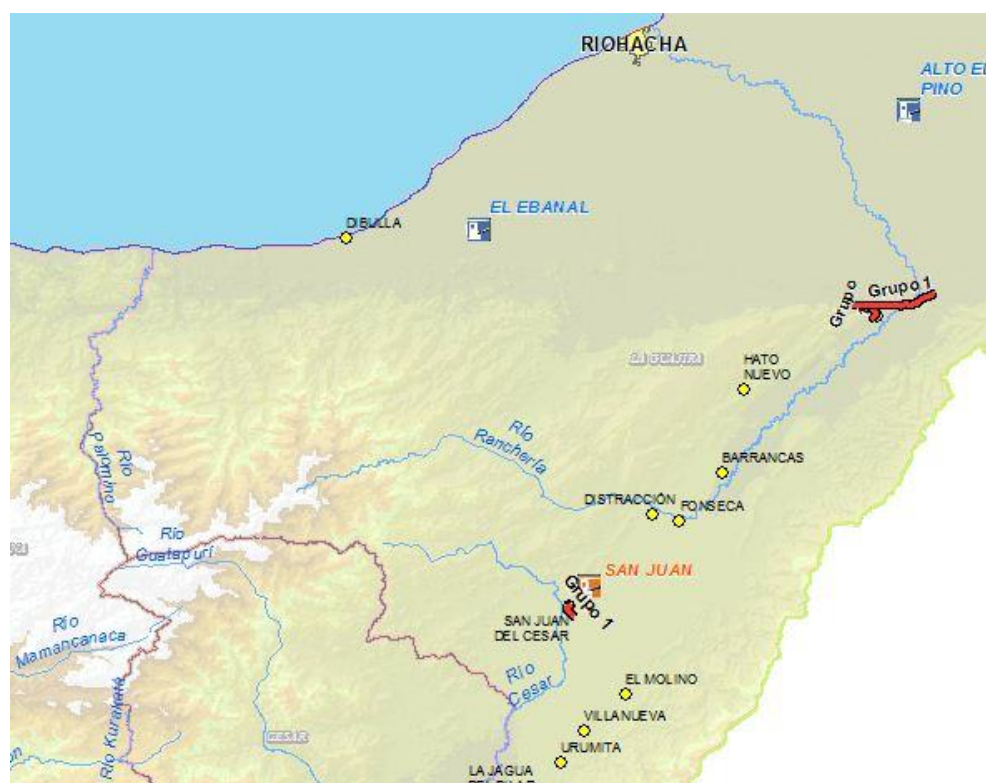 RIOHACHA
ALTO EL
PINO
EL EBANAL
DIBULLA
Grupo
Grupo 1
LA GUAJIRA
HATO
NUEVO
Río
Ranchería
Río
Palomino
BARRANCAS
DISTRACCIÓN
FONSECA
Río
Guatapurí
SAN JUAN
Grupo 1
SAN JUAN
DEL CESAR
Río
Mamancanaca
Río
Cesar
EL MOLINO
Río Kurakatá
VILLANUEVA
CESAR
URUMITA
LA JAGUA